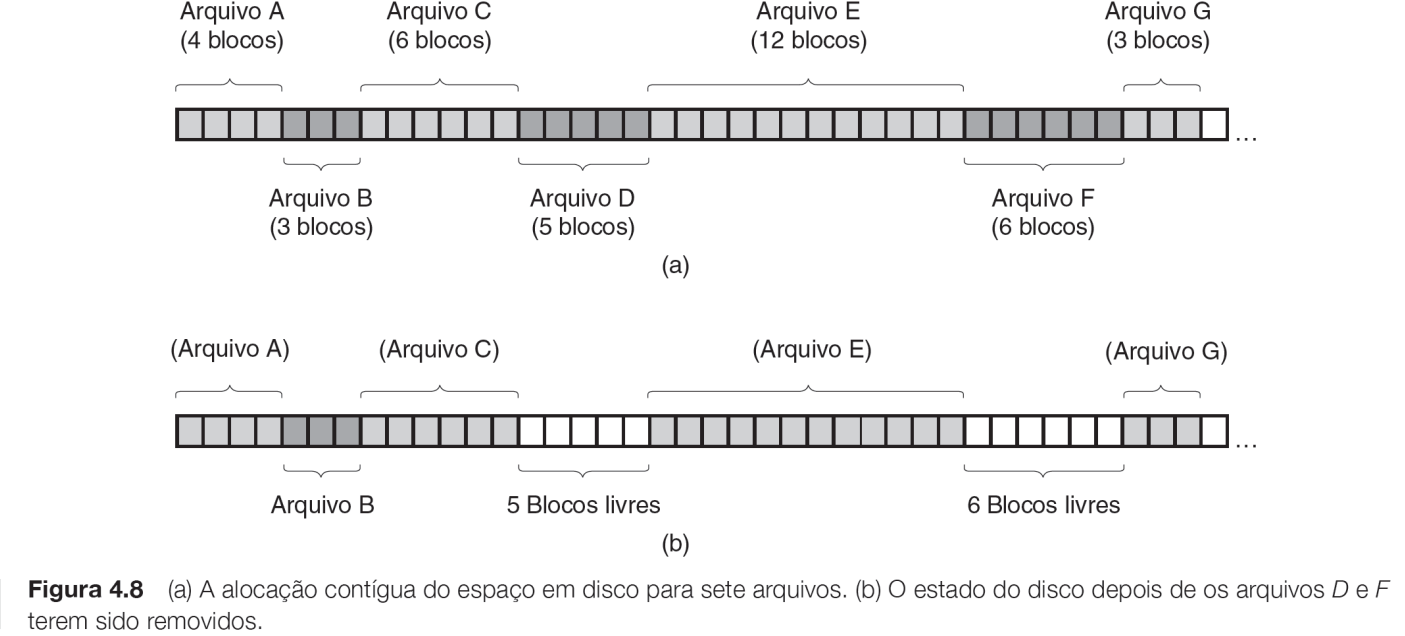 Arquivo A
(4 blocos)
Arquivo C
(6 blocos)
Arquivo E
(12 blocos)
Arquivo G
(3 blocos)
...
Arquivo B
(3 blocos)
Arquivo D
(5 blocos)
Arquivo F
(6 blocos)
(a)
(Arquivo A)
(Arquivo C)
(Arquivo E)
(Arquivo G)
...
Arquivo B
5 Blocos livres
6 Blocos livres
(b)
Figura 4.8 (a) A alocação contígua do espaço em disco para sete arquivos. (b) O estado do disco depois de os arquivos D e F
terem sido removidos.